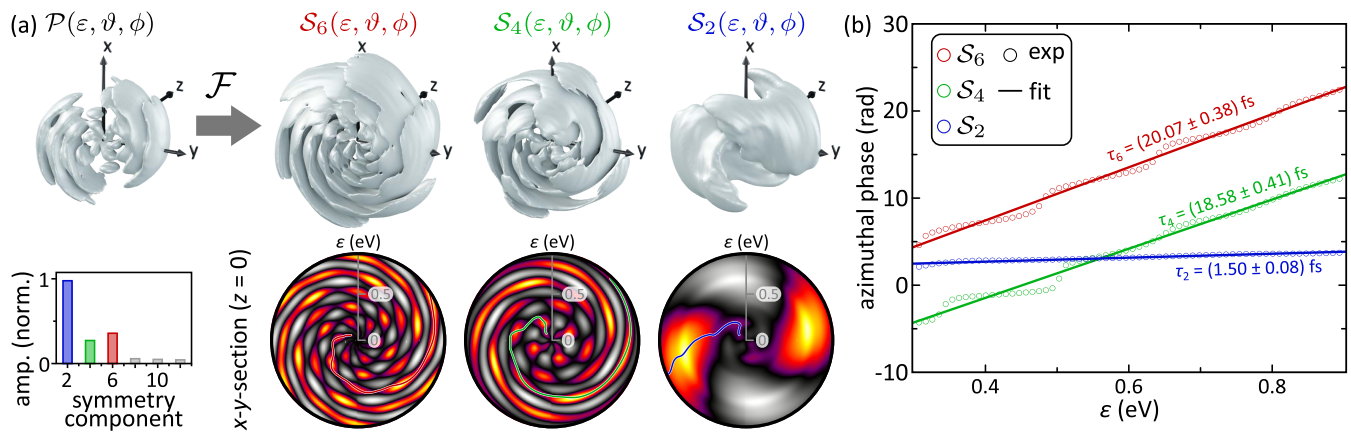 (a) 𝒫(ε, ϑ, ϕ)
𝒮₆(ε, ϑ, ϕ)
𝒮₄(ε, ϑ, ϕ)
𝒮₂(ε, ϑ, ϕ)
x
z
y
ℱ
x
z
y
x
z
y
x
z
y
amp. (norm.)
1
0
2 6 10
symmetry
component
x-y-section (z = 0)
ε (eV)
0.5
0
ε (eV)
0.5
0
ε (eV)
0.5
0
(b)
azimuthal phase (rad)
30
20
10
0
-10
𝒮₆ exp
𝒮₄ fit
𝒮₂
τ₆ = (20.07 ± 0.38) fs
τ₄ = (18.58 ± 0.41) fs
τ₂ = (1.50 ± 0.08) fs
0.4 0.6 0.8
ε (eV)